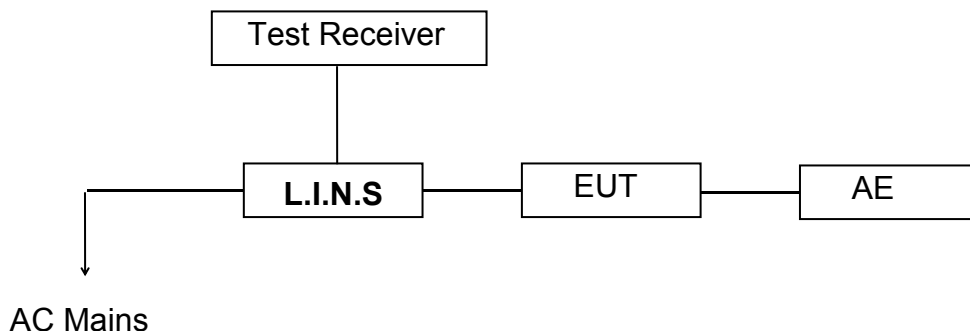 Test Receiver
L.I.N.S
EUT
AE
AC Mains